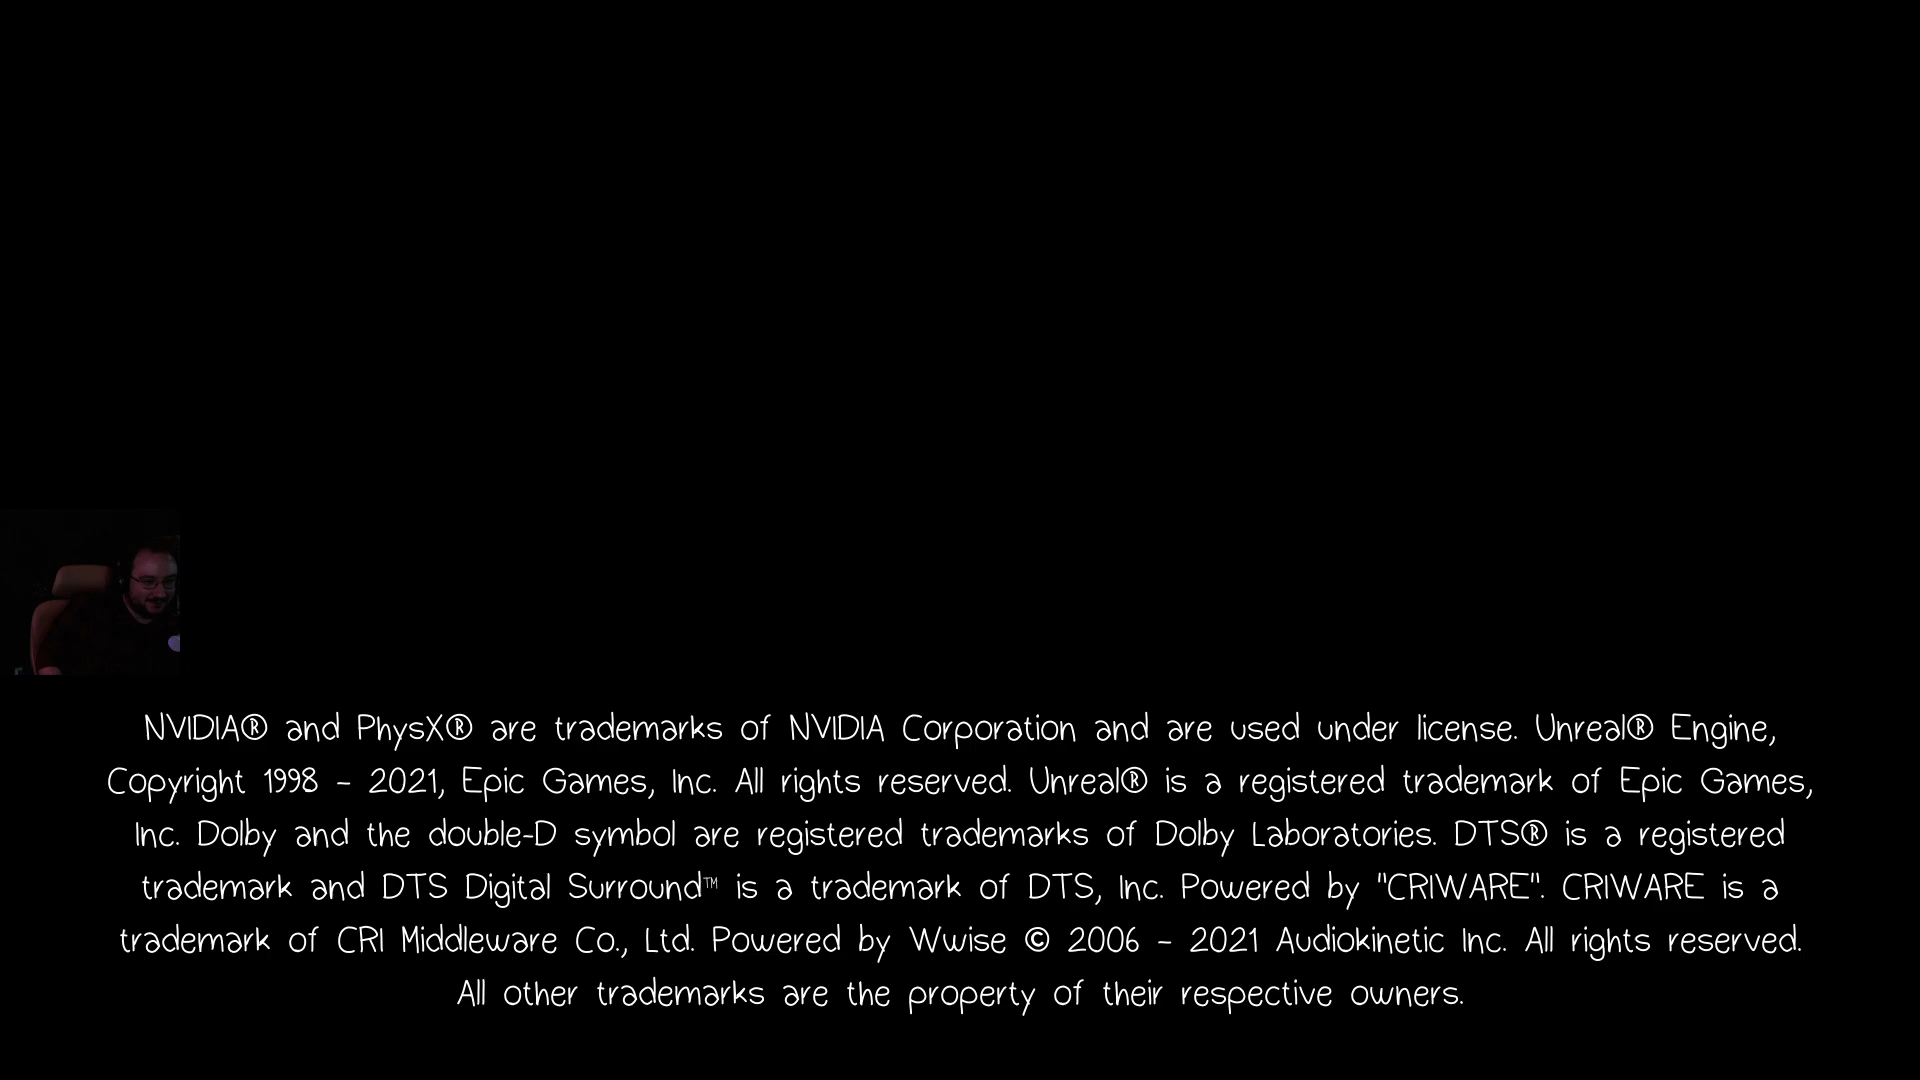 NVIDIA® and PhysX® are trademarks of NVIDIA Corporation and are used under license. Unreal® Engine,
Copyright 1998 - 2021, Epic Games, Inc. All rights reserved. Unreal® is a registered trademark of Epic Games,
Inc. Dolby and the double-D symbol are registered trademarks of Dolby Laboratories. DTS® is a registered
trademark and DTS Digital Surround™ is a trademark of DTS, Inc. Powered by "CRIWARE". CRIWARE is a
trademark of CRI Middleware Co., Ltd. Powered by Wwise © 2006 - 2021 Audiokinetic Inc. All rights reserved.
All other trademarks are the property of their respective owners.